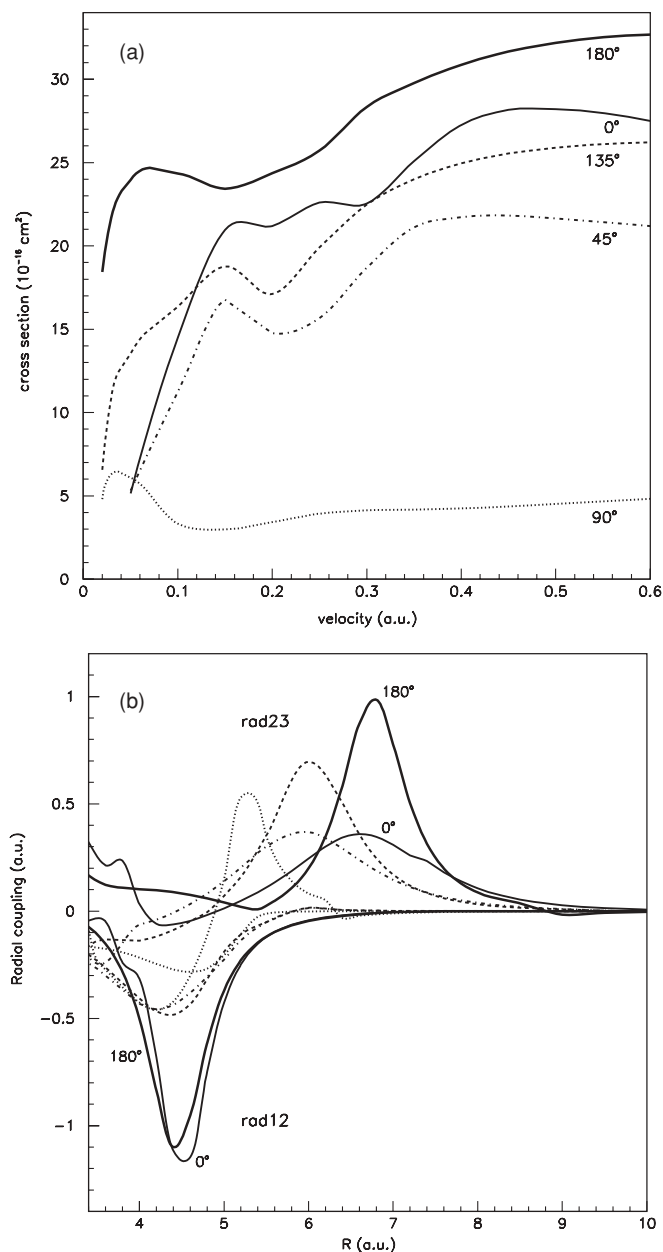 (a)
180°
0°
135°
45°
90°
30
25
20
15
10
5
0
cross section (10⁻¹⁶ cm²)
0 0.1 0.2 0.3 0.4 0.5 0.6
velocity (a.u.)
(b)
180°
rad23
0°
180°
rad12
0°
1
0.5
0
-0.5
-1
Radial coupling (a.u.)
4 5 6 7 8 9 10
R (a.u.)